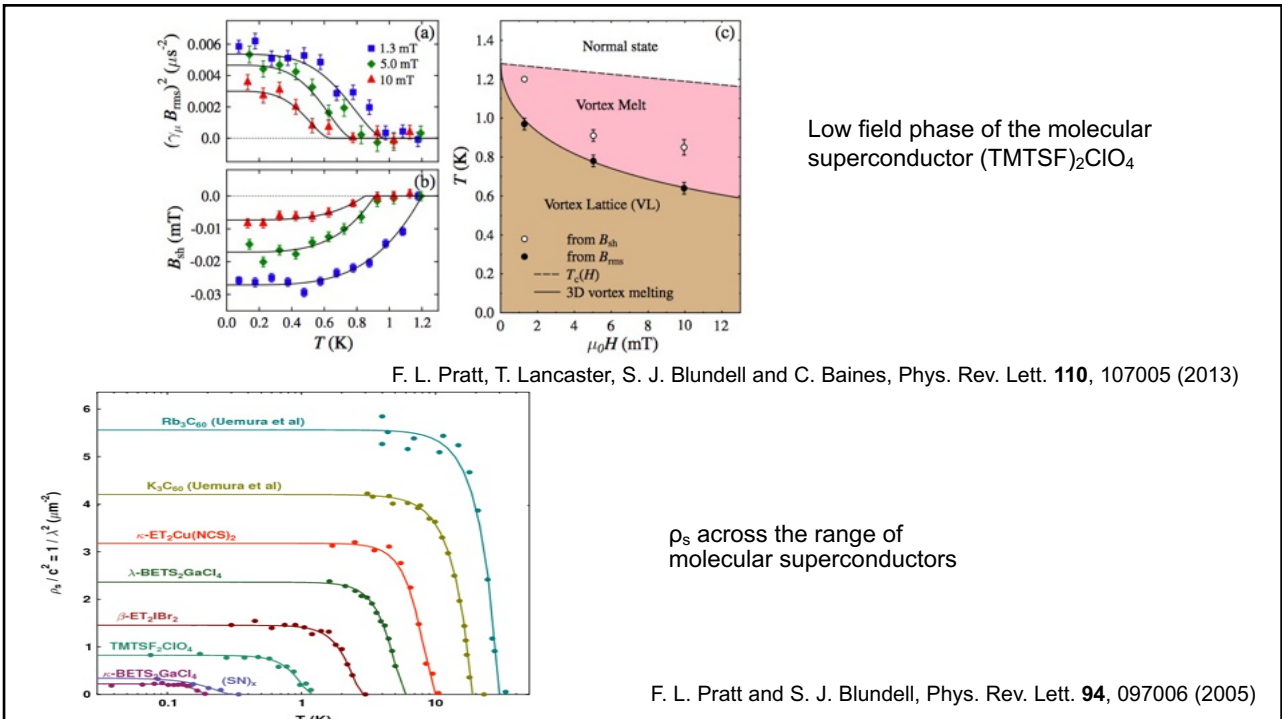 (a)
0.006
0.004
0.002
0.0
(γμ Brms)² (μs⁻²)
1.3 mT
5.0 mT
10 mT
(b)
0.00
-0.01
-0.02
-0.03
Bsh (mT)
0.0 0.2 0.4 0.6 0.8 1.0 1.2
T (K)
(c)
1.4
1.2
1.0
0.8
0.6
0.4
0.2
0.0
T (K)
Normal state
Vortex Melt
Vortex Lattice (VL)
from Bsh
from Brms
Tc(H)
3D vortex melting
0 2 4 6 8 10 12
μ0H (mT)
Low field phase of the molecular
superconductor (TMTSF)₂ClO₄
F. L. Pratt, T. Lancaster, S. J. Blundell and C. Baines, Phys. Rev. Lett. 110, 107005 (2013)
6
5
4
3
2
1
0
ρs / c² = 1 / λ² (μm⁻²)
Rb₃C₆₀ (Uemura et al)
K₃C₆₀ (Uemura et al)
κ-ET₂Cu(NCS)₂
λ-BETS₂GaCl₄
β-ET₂IBr₂
TMTSF₂ClO₄
κ-BETS₂GaCl₄
(SN)ₓ
0.1 1 10
T (K)
ρs across the range of
molecular superconductors
F. L. Pratt and S. J. Blundell, Phys. Rev. Lett. 94, 097006 (2005)